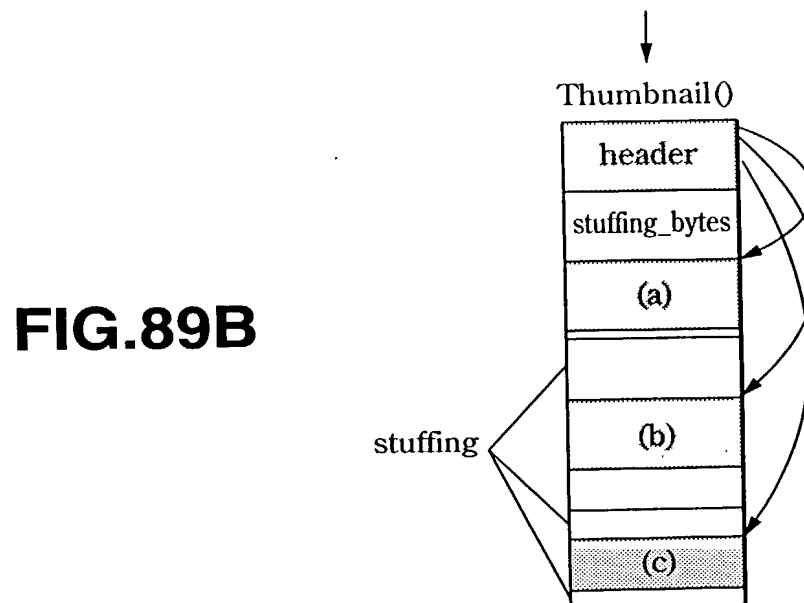 Thumbnail()
header
stuffing_bytes
(a)
FIG.89B
(b)
stuffing
(c)